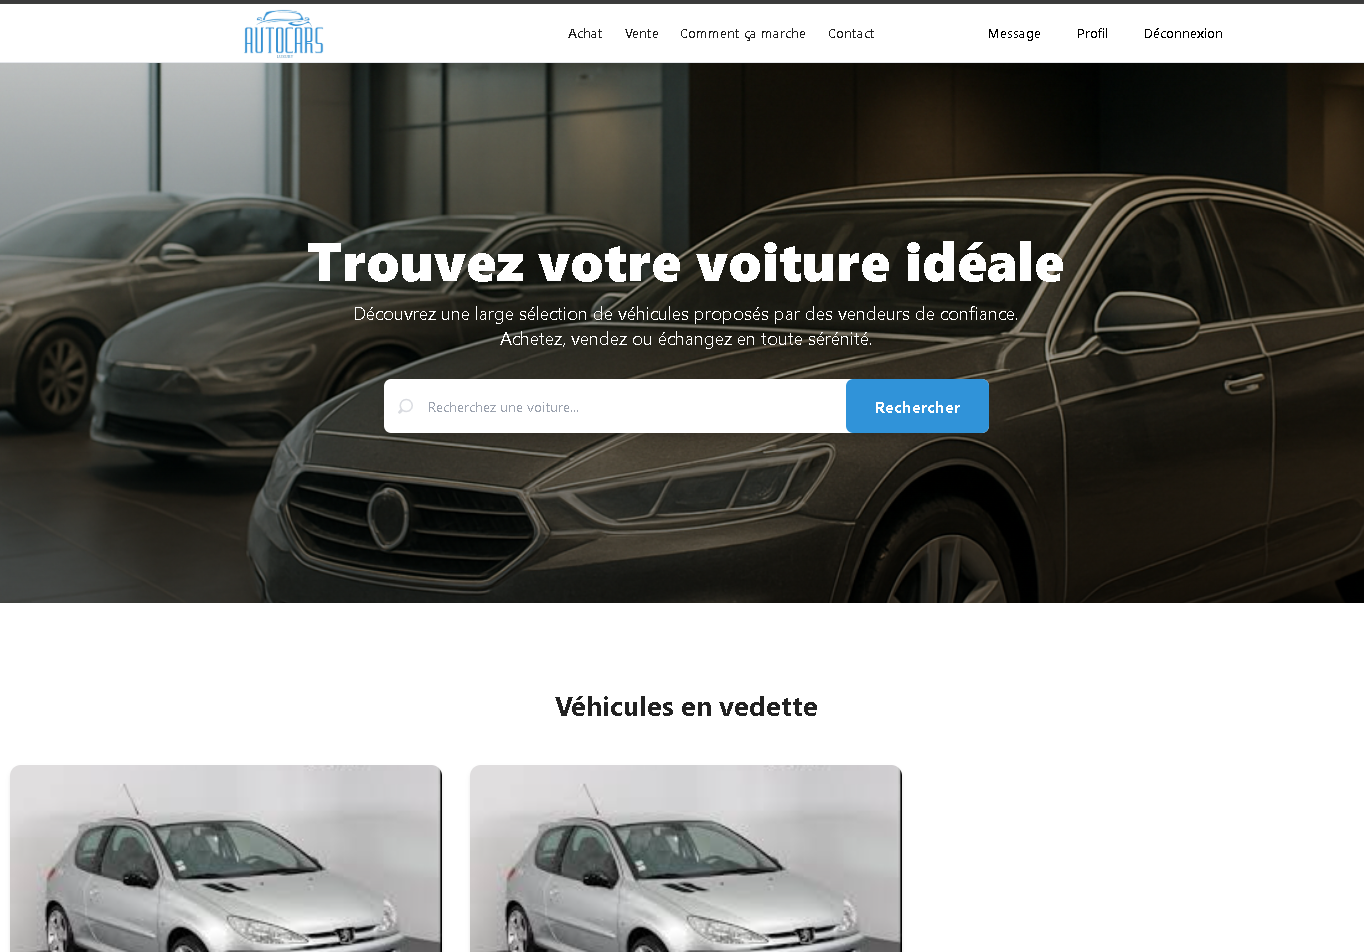 AUTOCARS
Achat Vente Comment ça marche Contact Message Profil Déconnexion
Trouvez votre voiture idéale
Découvrez une large sélection de véhicules proposés par des vendeurs de confiance.
Achetez, vendez ou échangez en toute sérénité.
Recherchez une voiture... Rechercher
Véhicules en vedette